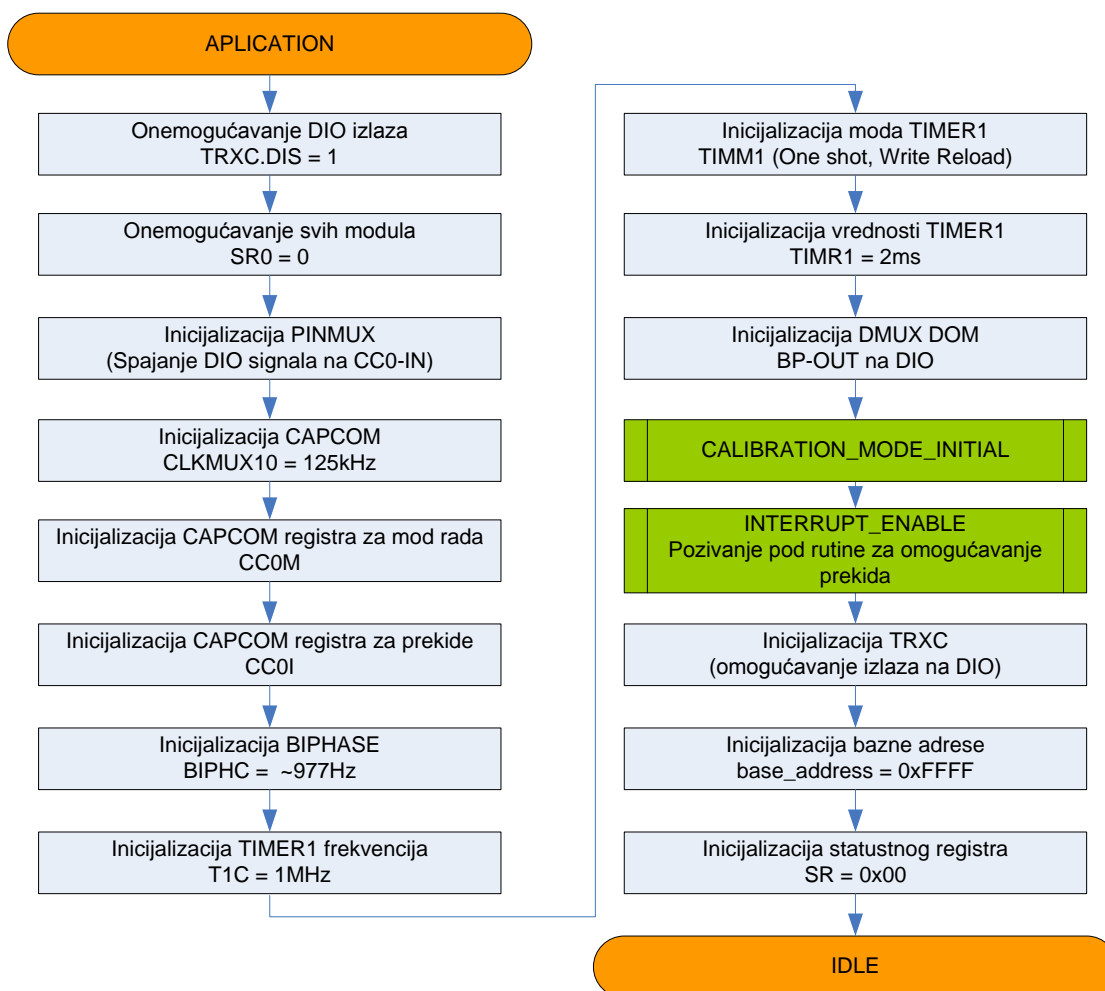 APLICATION
Onemogućavanje DIO izlaza
TRXC.DIS = 1
Onemogućavanje svih modula
SR0 = 0
Inicijalizacija PINMUX
(Spajanje DIO signala na CC0-IN)
Inicijalizacija CAPCOM
CLKMUX10 = 125kHz
Inicijalizacija CAPCOM registra za mod rada
CC0M
Inicijalizacija CAPCOM registra za prekide
CC0I
Inicijalizacija BIPHASE
BIPHC = ~977Hz
Inicijalizacija TIMER1 frekvencija
T1C = 1MHz
Inicijalizacija moda TIMER1
TIMM1 (One shot, Write Reload)
Inicijalizacija vrednosti TIMER1
TIMR1 = 2ms
Inicijalizacija DMUX DOM
BP-OUT na DIO
CALIBRATION_MODE_INITIAL
INTERRUPT_ENABLE
Pozivanje pod rutine za omogućavanje
prekida
Inicijalizacija TRXC
(omogućavanje izlaza na DIO)
Inicijalizacija bazne adrese
base_address = 0xFFFF
Inicijalizacija statustnog registra
SR = 0x00
IDLE